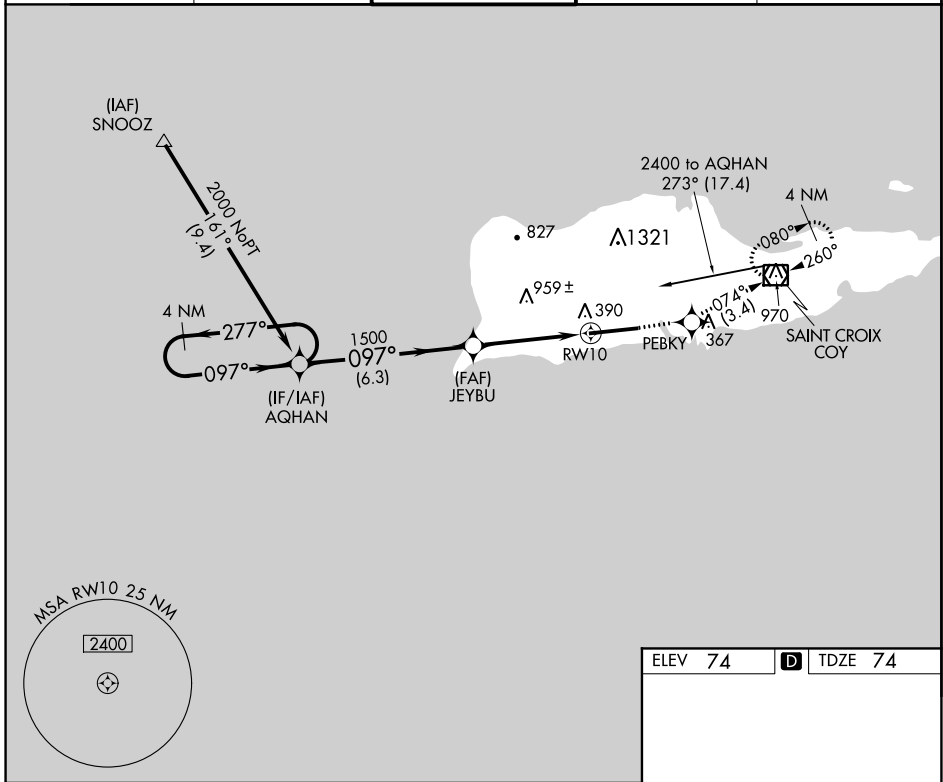 (IAF)
SNOOZ
2000 NoPT
161°
(9.4)
2400 to AQHAN
273° (17.4)
4 NM
827
1321
080°
260°
959 ±
390
074°
(3.4)
970
367
SAINT CROIX
COY
4 NM
277°
097°
1500
097°
(6.3)
RW10
PEBKY
(IF/IAF)
AQHAN
(FAF)
JEYBU
MSA RW10 25 NM
2400
ELEV 74 D TDZE 74